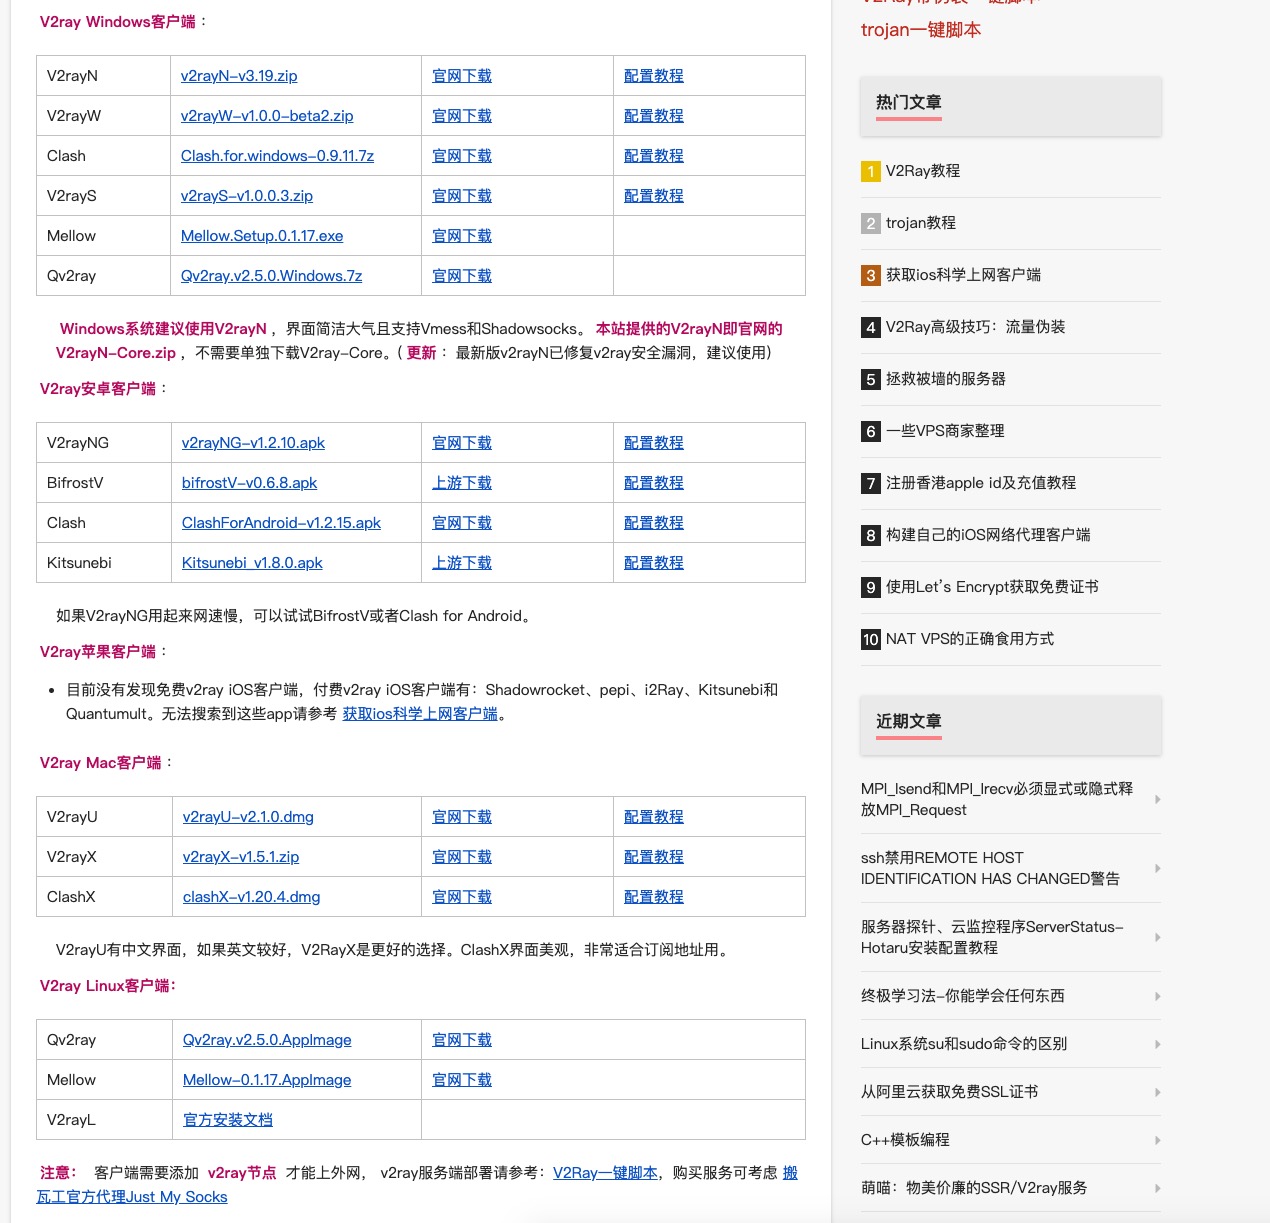 V2ray Windows客户端：
V2rayN v2rayN-v3.19.zip 官网下载 配置教程
V2rayW v2rayW-v1.0.0-beta2.zip 官网下载 配置教程
Clash Clash.for.windows-0.9.11.7z 官网下载 配置教程
V2rayS v2rayS-v1.0.0.3.zip 官网下载 配置教程
Mellow Mellow.Setup.0.1.17.exe 官网下载
Qv2ray Qv2ray.v2.5.0.Windows.7z 官网下载
Windows系统建议使用V2rayN，界面简洁大气且支持Vmess和Shadowsocks。本站提供的V2rayN即官网的
V2rayN-Core.zip，不需要单独下载V2ray-Core。（更新：最新版v2rayN已修复v2ray安全漏洞，建议使用）
V2ray安卓客户端：
V2rayNG v2rayNG-v1.2.10.apk 官网下载 配置教程
BifrostV bifrostV-v0.6.8.apk 上游下载 配置教程
Clash ClashForAndroid-v1.2.15.apk 官网下载 配置教程
Kitsunebi Kitsunebi_v1.8.0.apk 上游下载 配置教程
如果V2rayNG用起来网速慢，可以试试BifrostV或者Clash for Android。
V2ray苹果客户端：
• 目前没有发现免费v2ray iOS客户端，付费v2ray iOS客户端有：Shadowrocket、pepi、i2Ray、Kitsunebi和
Quantumult。无法搜索到这些app请参考 获取ios科学上网客户端。
V2ray Mac客户端：
V2rayU v2rayU-v2.1.0.dmg 官网下载 配置教程
V2rayX v2rayX-v1.5.1.zip 官网下载 配置教程
ClashX clashX-v1.20.4.dmg 官网下载 配置教程
V2rayU有中文界面，如果英文较好，V2RayX是更好的选择。ClashX界面美观，非常适合订阅地址用。
V2ray Linux客户端：
Qv2ray Qv2ray.v2.5.0.AppImage 官网下载
Mellow Mellow-0.1.17.AppImage 官网下载
V2rayL 官方安装文档
注意： 客户端需要添加 v2ray节点 才能上外网， v2ray服务端部署请参考：V2Ray一键脚本，购买服务可考虑 搬
瓦工官方代理Just My Socks
V2Ray带伪装一键脚本
trojan一键脚本
热门文章
1 V2Ray教程
2 trojan教程
3 获取ios科学上网客户端
4 V2Ray高级技巧：流量伪装
5 拯救被墙的服务器
6 一些VPS商家整理
7 注册香港apple id及充值教程
8 构建自己的iOS网络代理客户端
9 使用Let's Encrypt获取免费证书
10 NAT VPS的正确食用方式
近期文章
MPI_Isend和MPI_Irecv必须显式或隐式释
放MPI_Request
ssh禁用REMOTE HOST
IDENTIFICATION HAS CHANGED警告
服务器探针、云监控程序ServerStatus-
Hotaru安装配置教程
终极学习法-你能学会任何东西
Linux系统su和sudo命令的区别
从阿里云获取免费SSL证书
C++模板编程
萌喵：物美价廉的SSR/V2ray服务